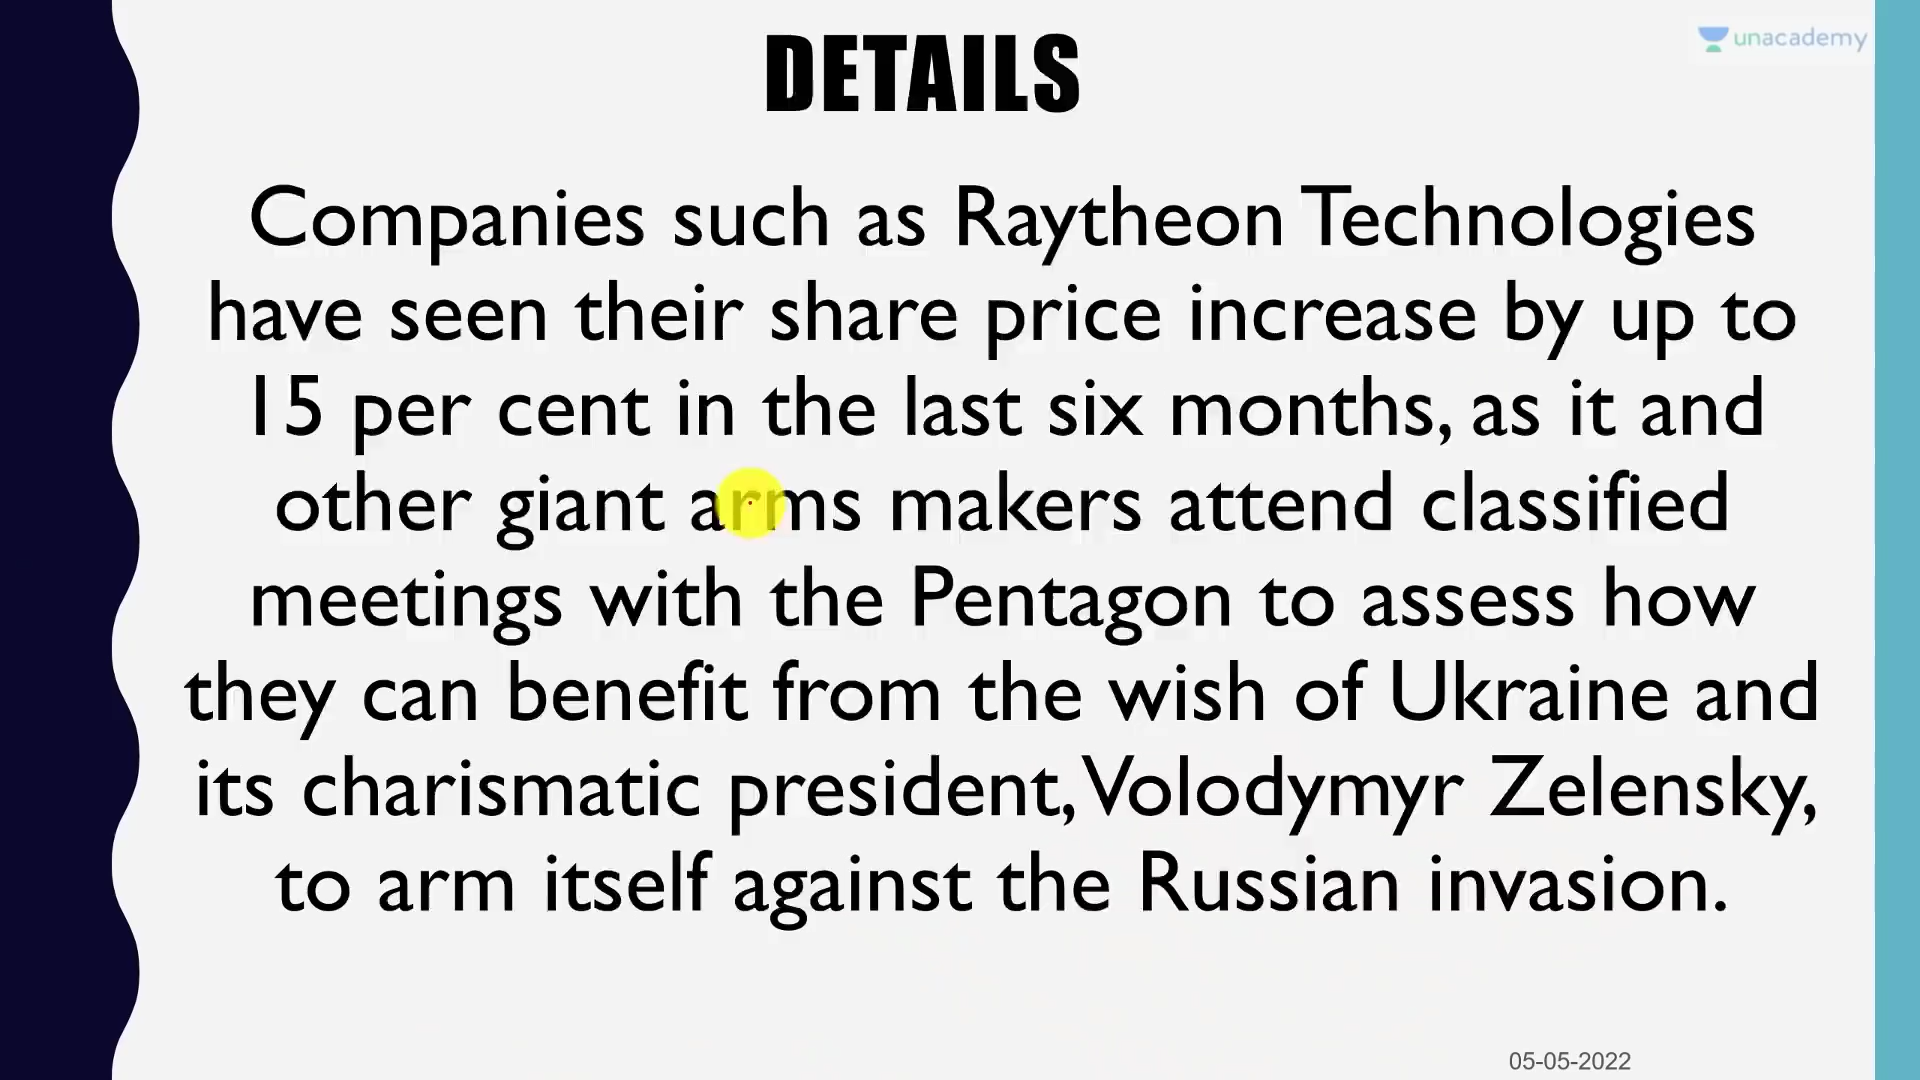 DETAILS
unacademy
Companies such as Raytheon Technologies
have seen their share price increase by up to
15 per cent in the last six months, as it and
other giant arms makers attend classified
meetings with the Pentagon to assess how
they can benefit from the wish of Ukraine and
its charismatic president, Volodymyr Zelensky,
to arm itself against the Russian invasion.
05-05-2022